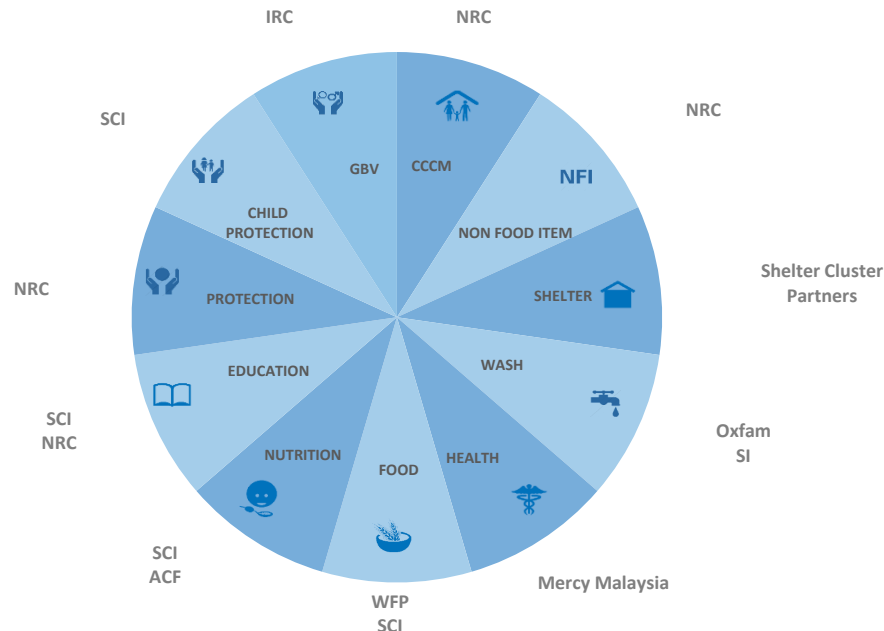 IRC
NRC
SCI
NRC
GBV
CCCM
NFI
CHILD
PROTECTION
NON FOOD ITEM
NRC
PROTECTION
SHELTER
Shelter Cluster
Partners
EDUCATION
WASH
SCI
NRC
Oxfam
SI
NUTRITION
FOOD
HEALTH
SCI
ACF
WFP
SCI
Mercy Malaysia